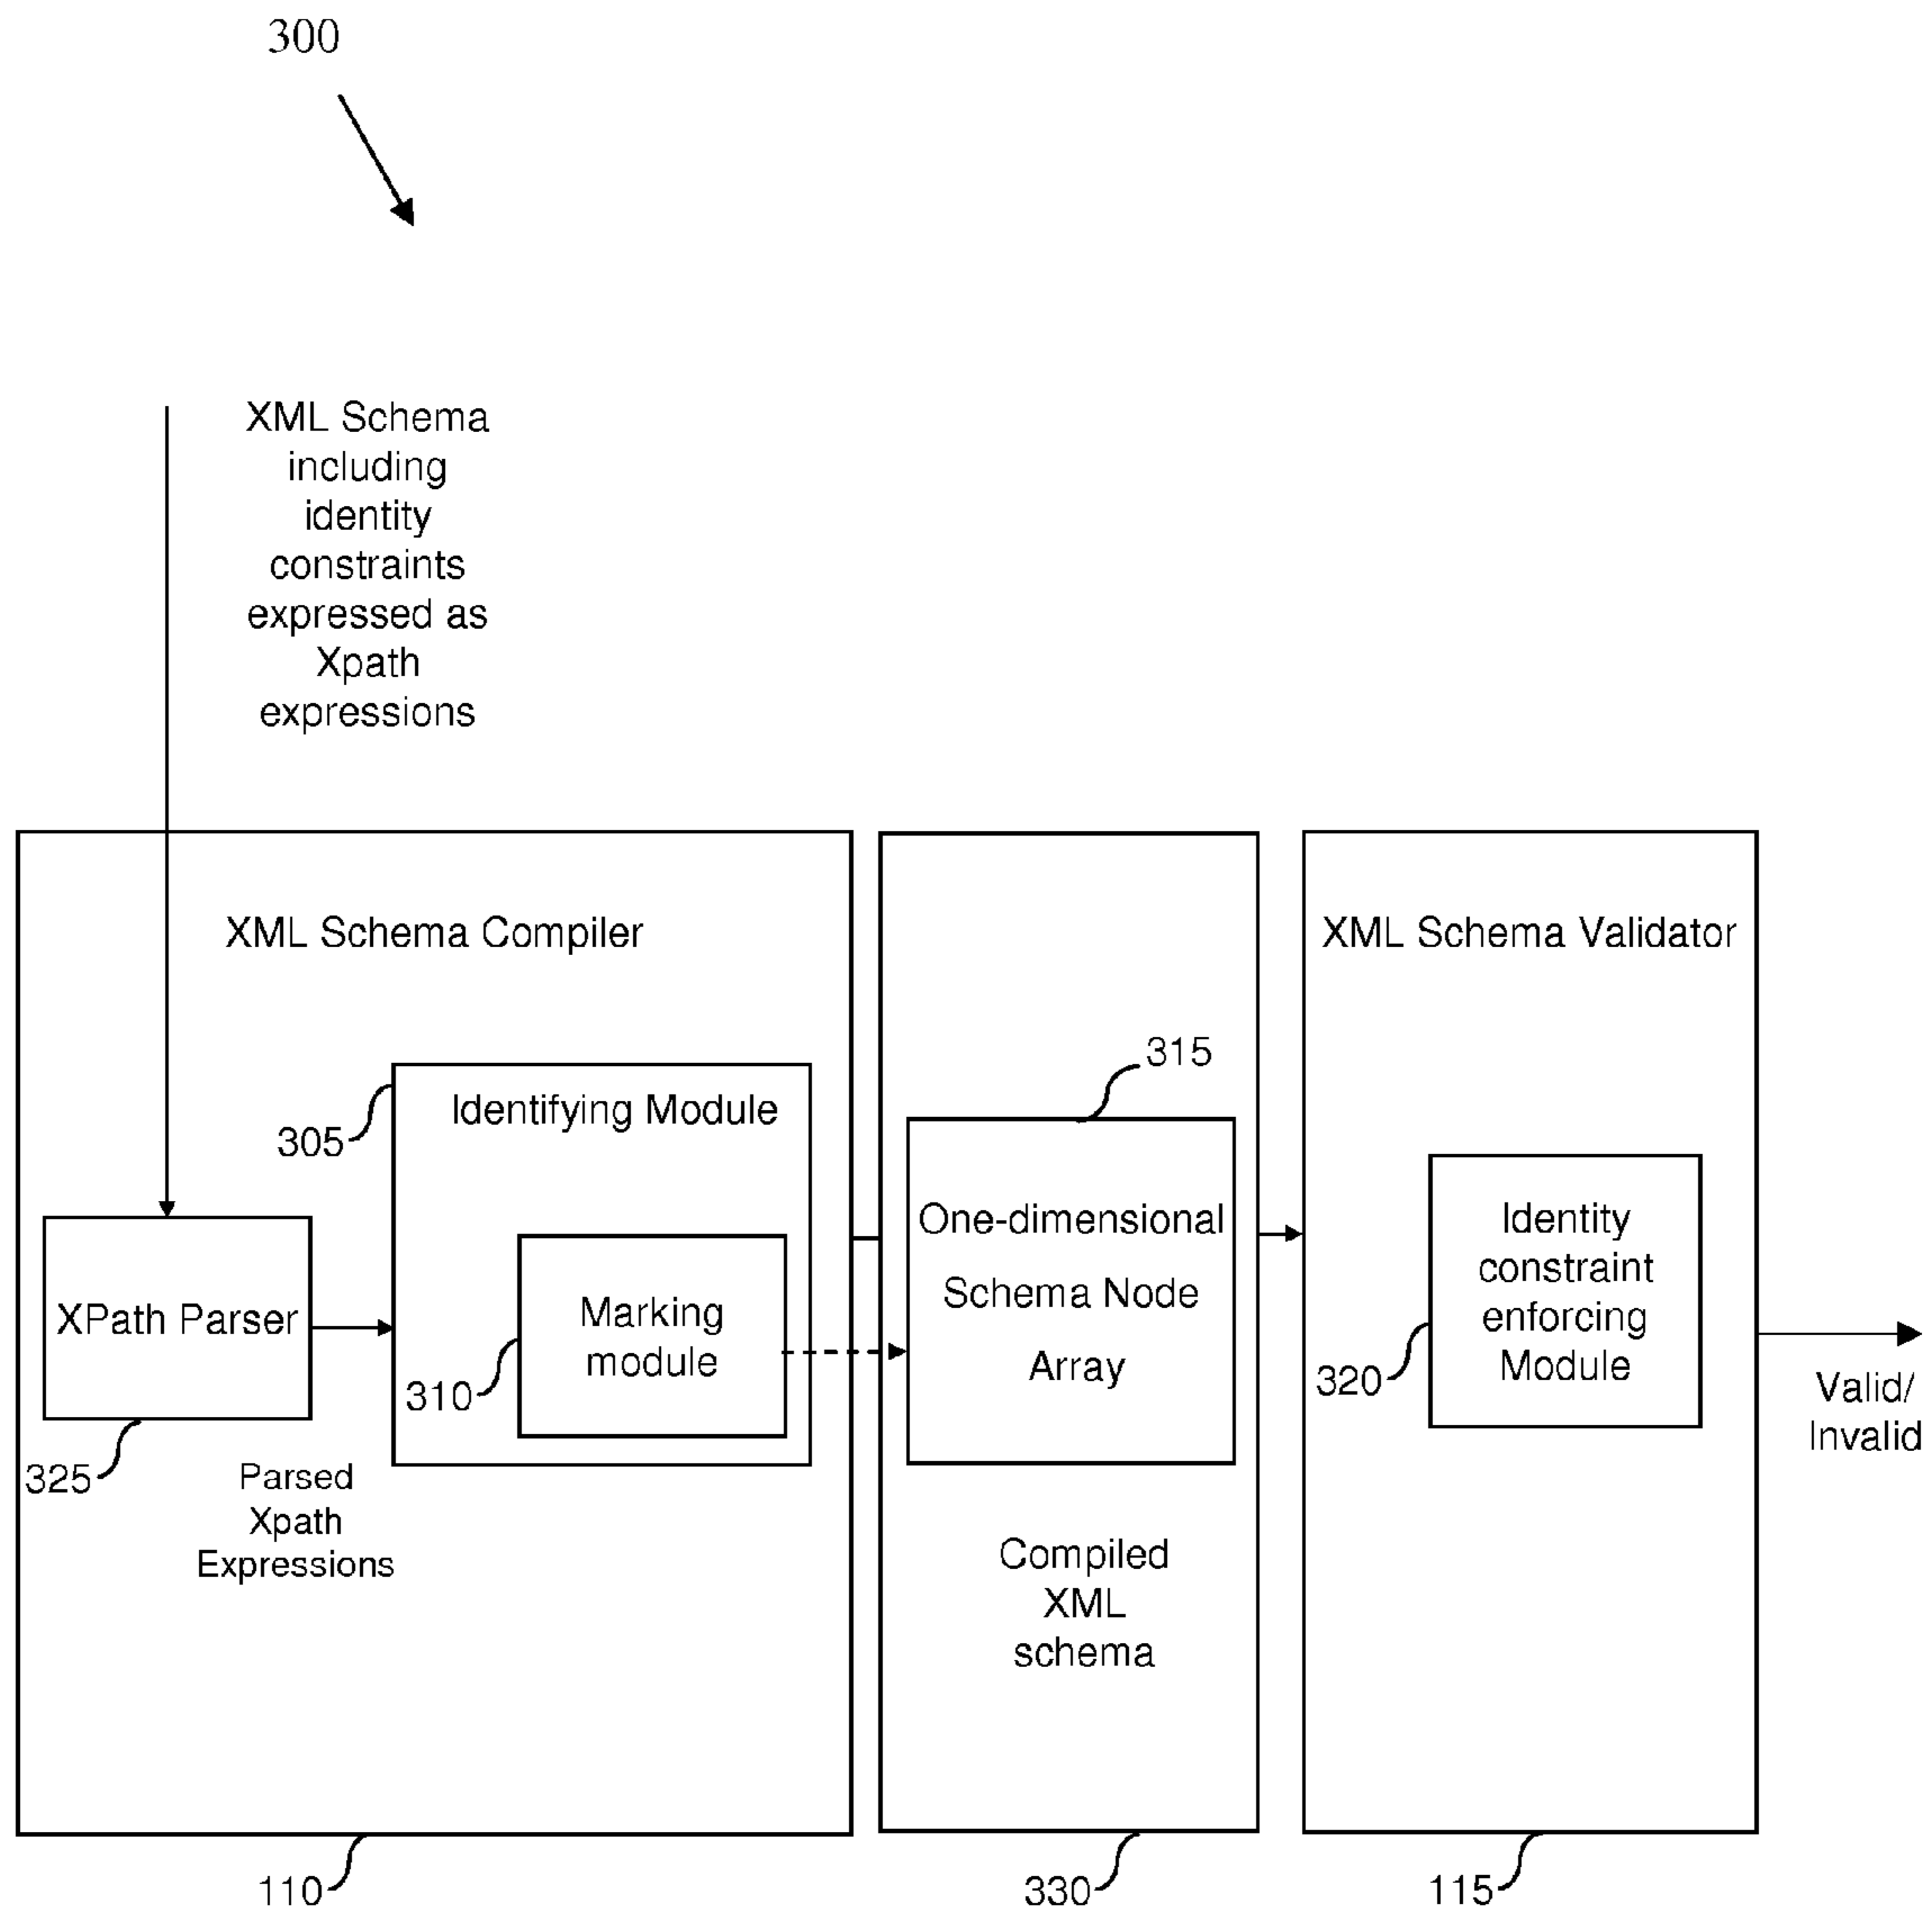 300
XML Schema
including
identity
constraints
expressed as
Xpath
expressions
XML Schema Compiler
XML Schema Validator
315
305
Identifying Module
One-dimensional
Schema Node
Array
Identity
constraint
enforcing
Module
XPath Parser
Marking
module
310
320
Valid/
Invalid
325
Parsed
Xpath
Expressions
Compiled
XML
schema
110
330
115